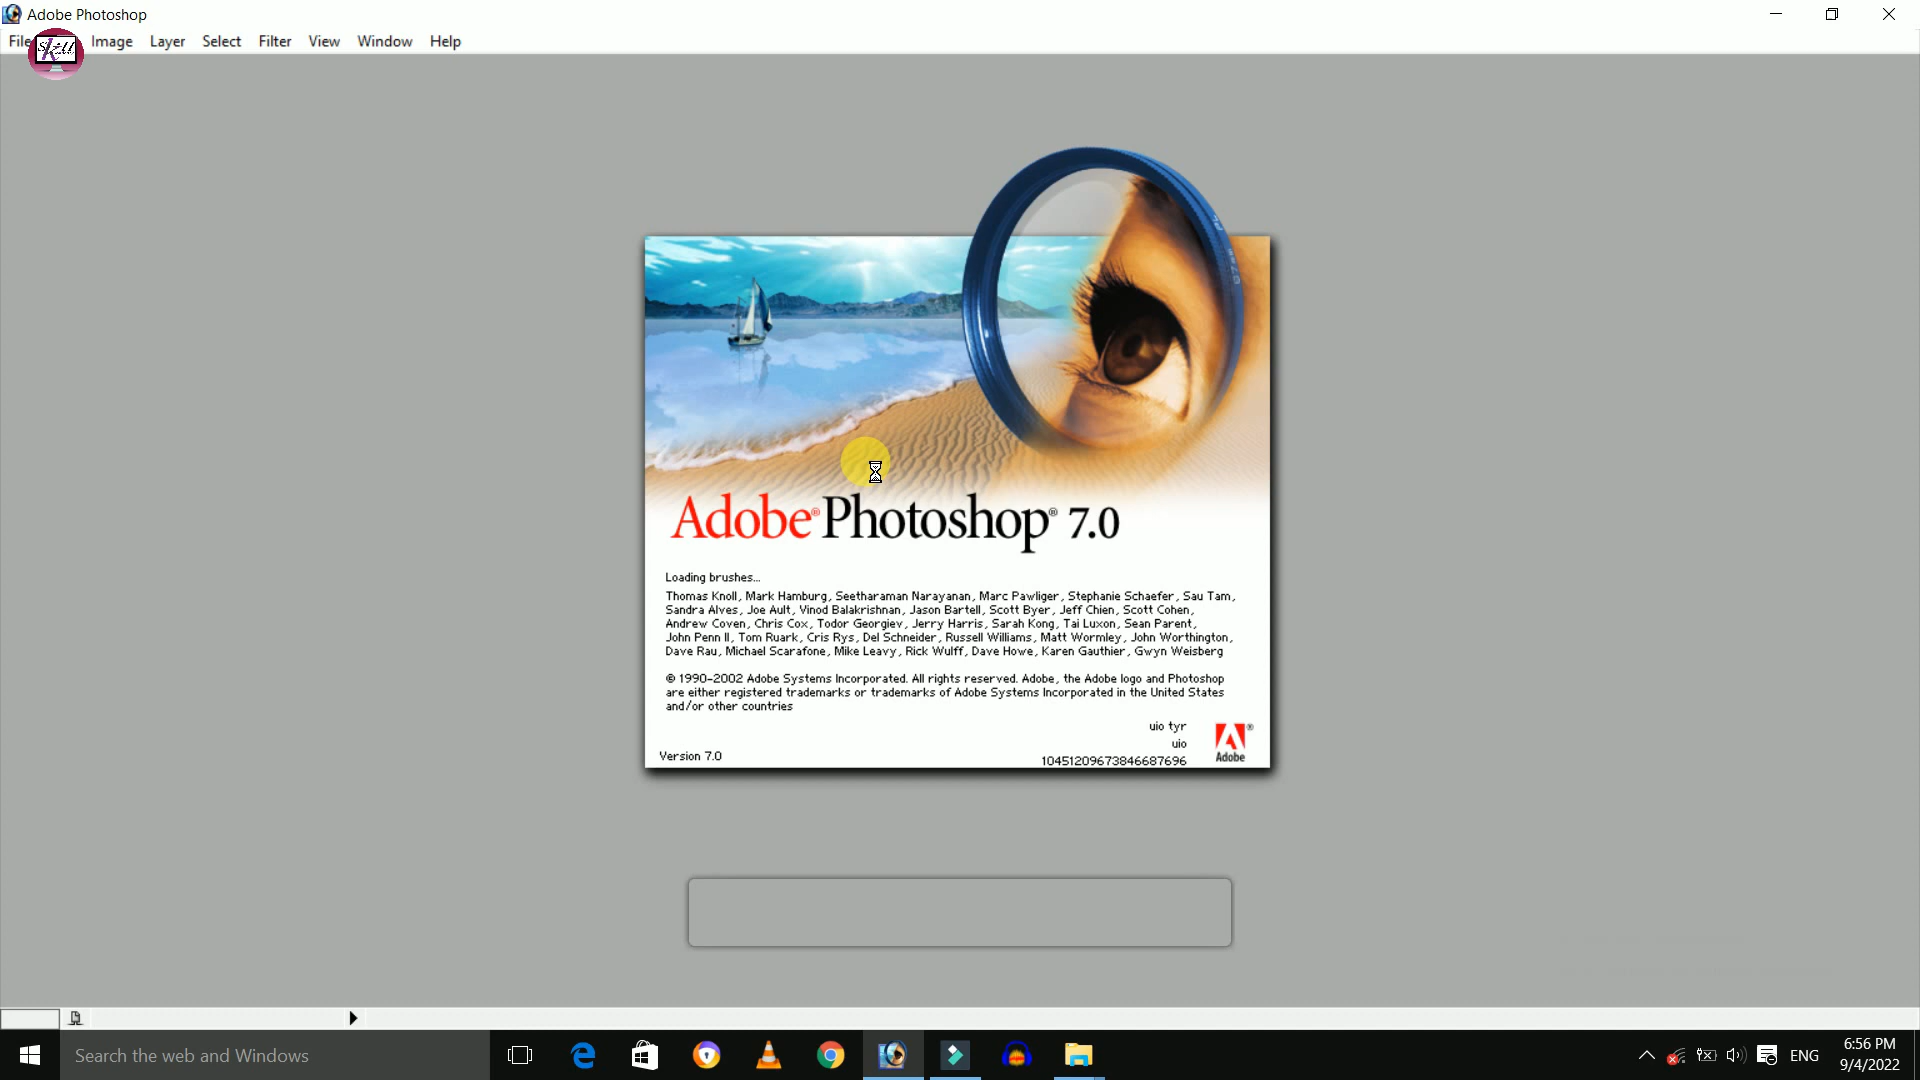 Adobe Photoshop
File Image Layer Select Filter View Window Help
Skill
Adobe® Photoshop® 7.0
Loading brushes...
Thomas Knoll, Mark Hamburg, Seetharaman Narayanan, Marc Pawliger, Stephanie Schaefer, Sau Tam,
Sandra Alves, Joe Ault, Vinod Balakrishnan, Jason Bartell, Scott Byer, Jeff Chien, Scott Cohen,
Andrew Coven, Chris Cox, Todor Georgiev, Jerry Harris, Sarah Kong, Tai Luxon, Sean Parent,
John Penn II, Tom Ruark, Cris Rys, Del Schneider, Russell Williams, Matt Wormley, John Worthington,
Dave Rau, Michael Scarafone, Mike Leavy, Rick Wulff, Dave Howe, Karen Gauthier, Gwyn Weisberg
© 1990-2002 Adobe Systems Incorporated. All rights reserved. Adobe, the Adobe logo and Photoshop
are either registered trademarks or trademarks of Adobe Systems Incorporated in the United States
and/or other countries
uio tyr
uio
Version 7.0
10451209673846687696
Adobe
Search the web and Windows
ENG
6:56 PM
9/4/2022